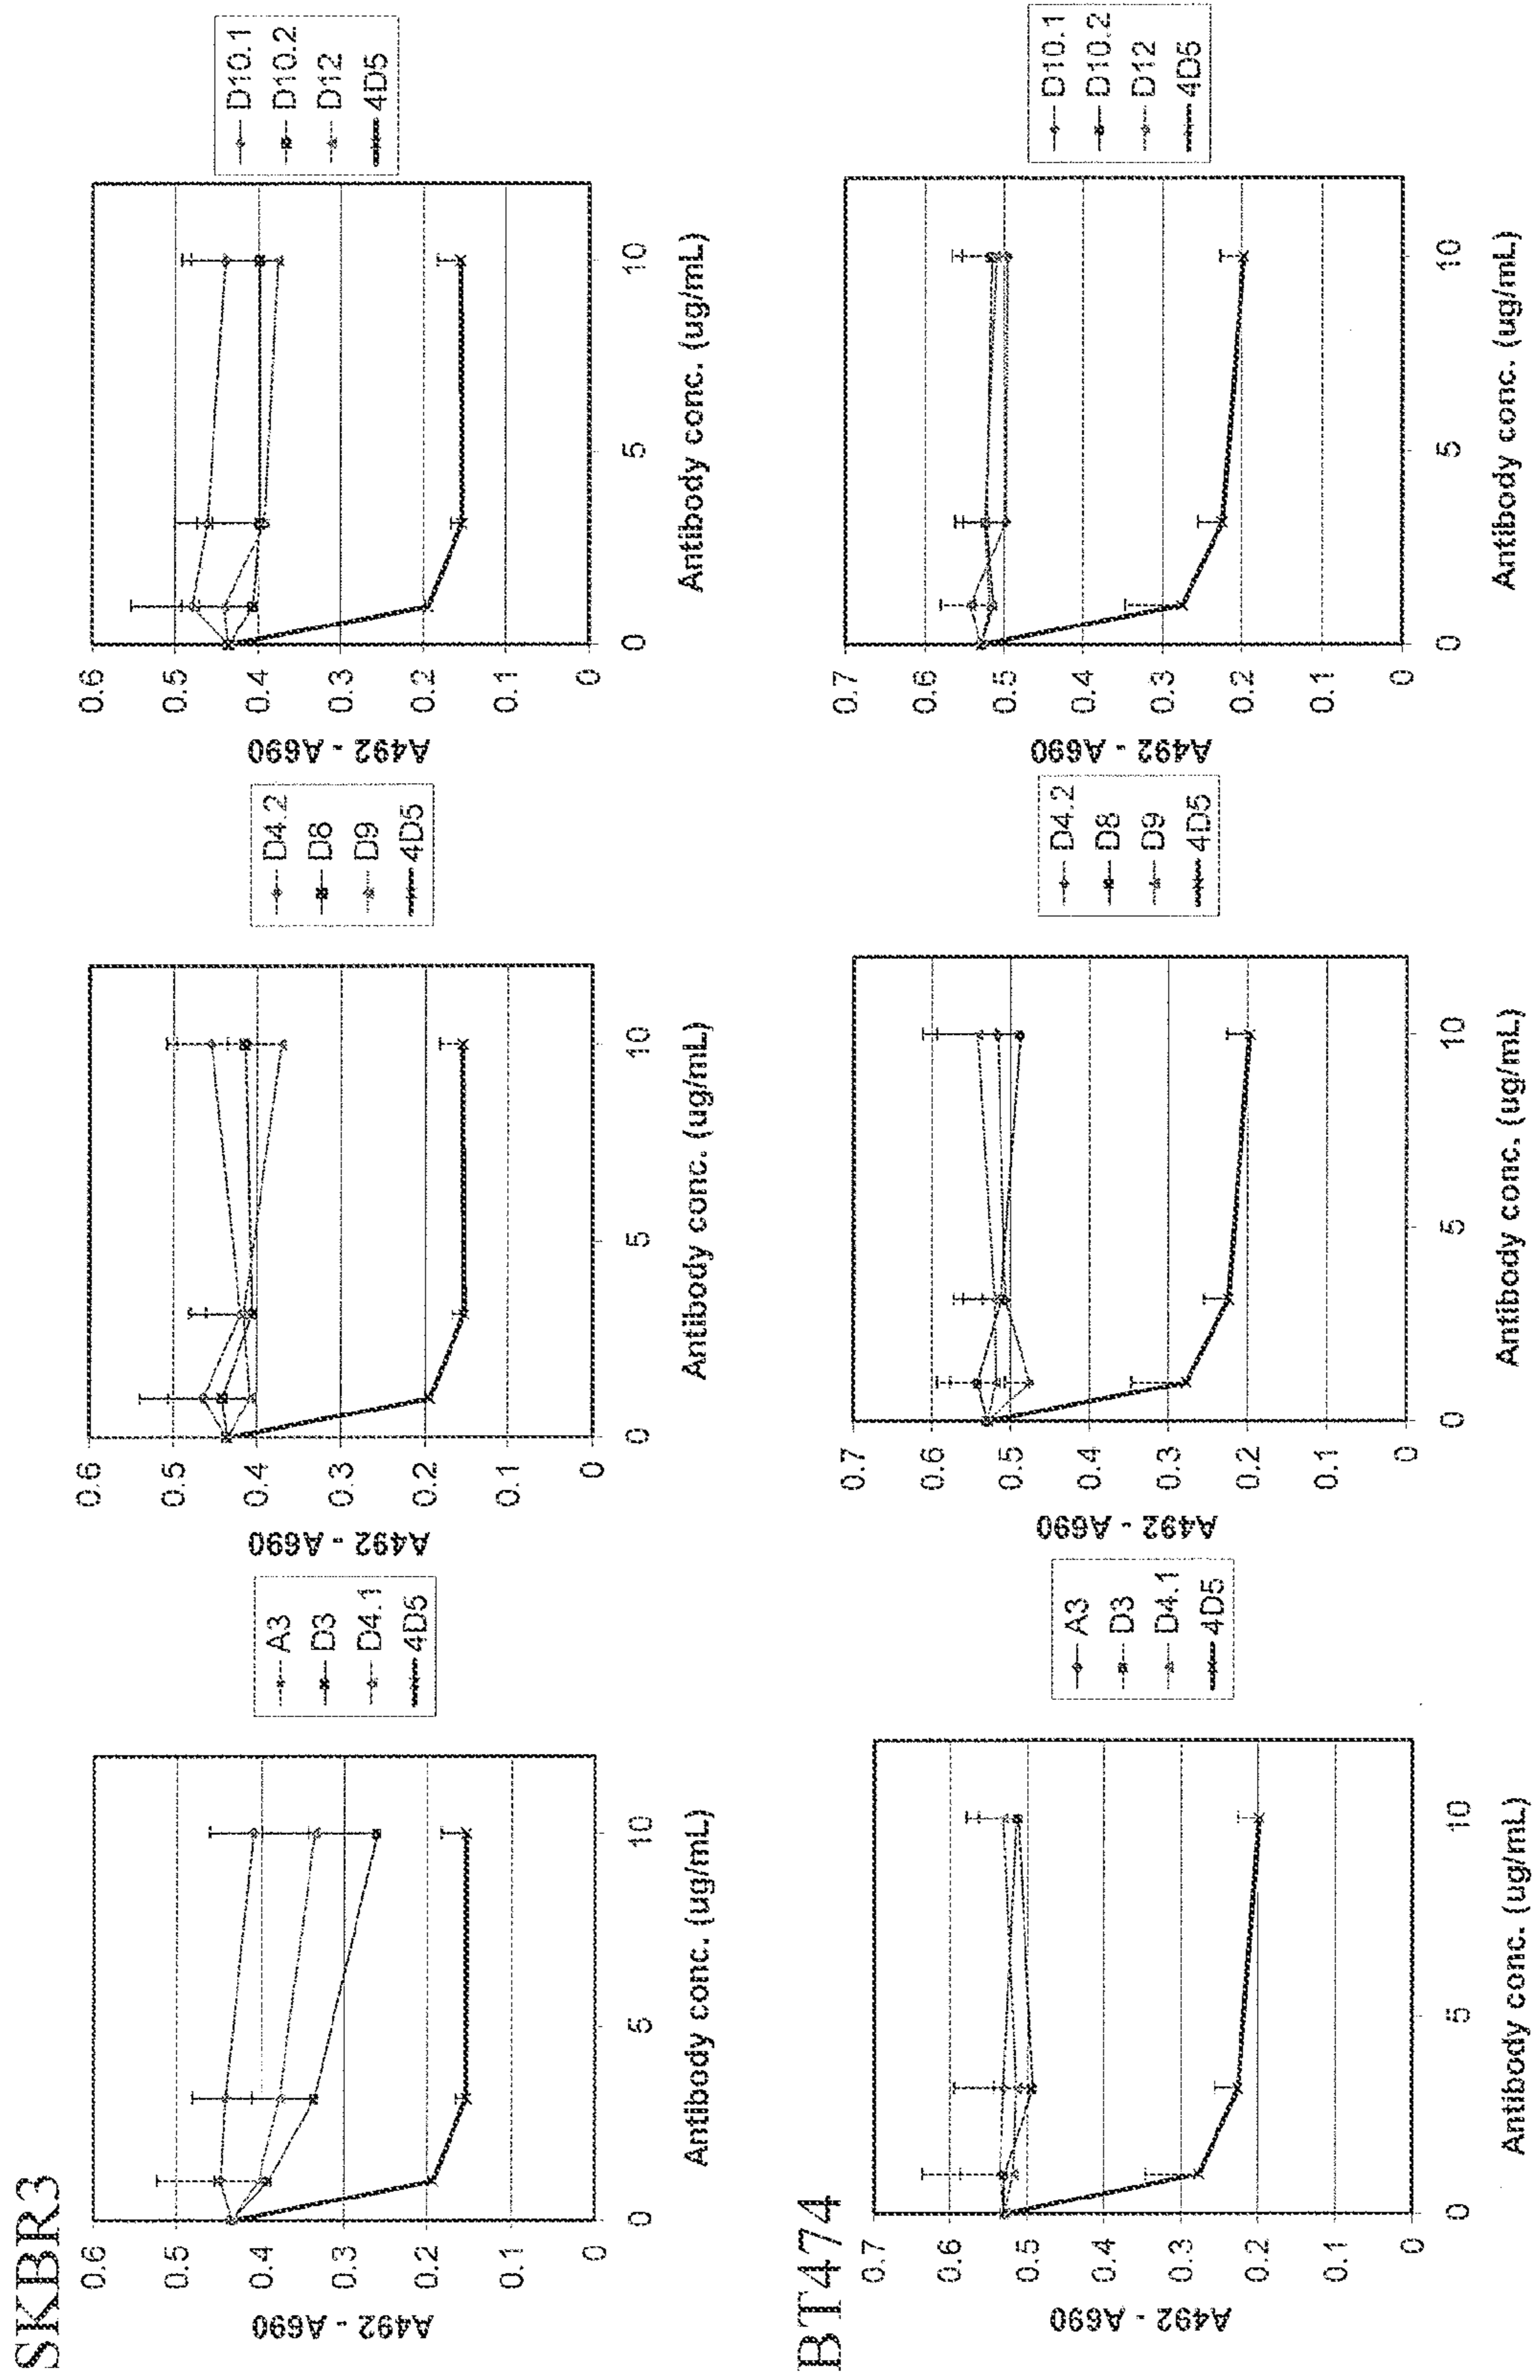 SKBR3
A492 - A690
0.6
0.5
0.4
0.3
0.2
0.1
0
0
5
10
Antibody conc. (ug/mL)
A3
D3
D4.1
4D5
A492 - A690
0.6
0.5
0.4
0.3
0.2
0.1
0
0
5
10
Antibody conc. (ug/mL)
D4.2
D8
D9
4D5
A492 - A690
0.6
0.5
0.4
0.3
0.2
0.1
0
0
5
10
Antibody conc. (ug/mL)
D10.1
D10.2
D12
4D5
BT474
A492 - A690
0.7
0.6
0.5
0.4
0.3
0.2
0.1
0
0
5
10
Antibody conc. (ug/mL)
A3
D3
D4.1
4D5
A492 - A690
0.7
0.6
0.5
0.4
0.3
0.2
0.1
0
0
5
10
Antibody conc. (ug/mL)
D4.2
D8
D9
4D5
A492 - A690
0.7
0.6
0.5
0.4
0.3
0.2
0.1
0
0
5
10
Antibody conc. (ug/mL)
D10.1
D10.2
D12
4D5